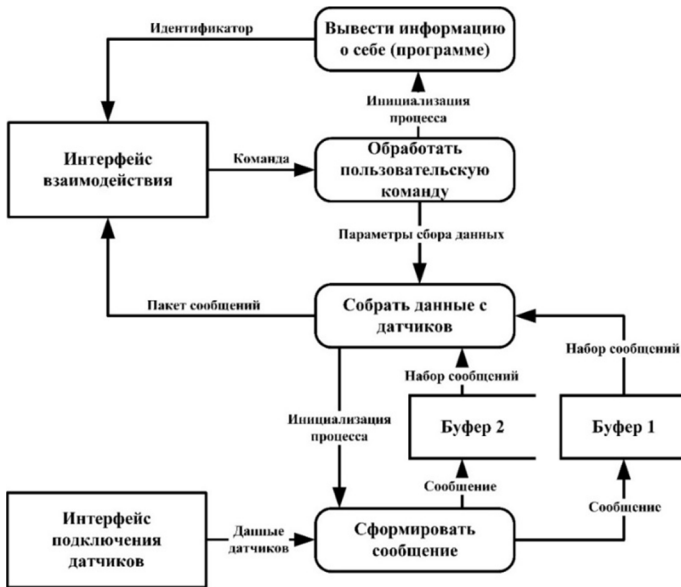 Идентификатор
Вывести информацию
о себе (программе)
Инициализация
процесса
Интерфейс
взаимодействия
Команда
Обработать
пользовательскую
команду
Параметры сбора данных
Пакет сообщений
Собрать данные с
датчиков
Набор сообщений
Набор сообщений
Инициализация
процесса
Буфер 2
Буфер 1
Сообщение
Сообщение
Интерфейс
подключения
датчиков
Данные
датчиков
Сформировать
сообщение